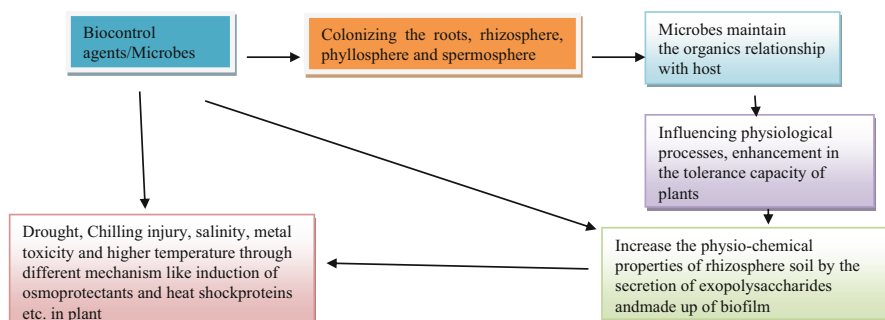 Biocontrol
agents/Microbes
Colonizing the roots, rhizosphere,
phyllosphere and spermosphere
Microbes maintain
the organics relationship
with host
Influencing physiological
processes, enhancement in
the tolerance capacity of
plants
Increase the physio-chemical
properties of rhizosphere soil by the
secretion of exopolysaccharides
andmade up of biofilm
Drought, Chilling injury, salinity, metal
toxicity and higher temperature through
different mechanism like induction of
osmoprotectants and heat shockproteins
etc. in plant